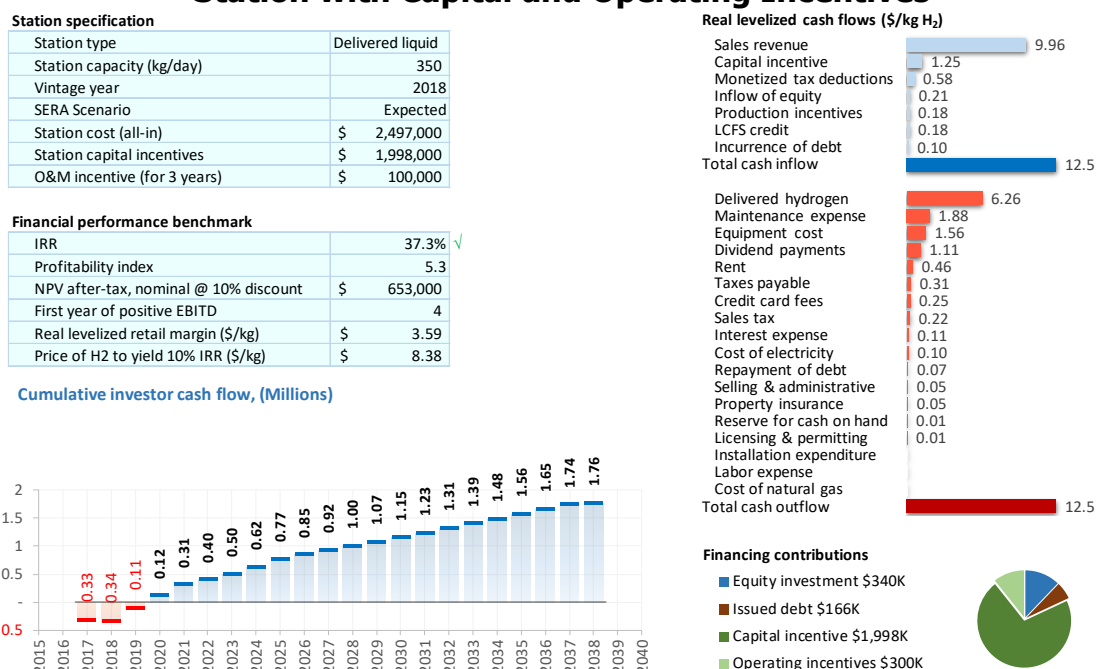 Station with Capital and Operating Incentives
Station specification
Station type Delivered liquid
Station capacity (kg/day) 350
Vintage year 2018
SERA Scenario Expected
Station cost (all-in) $ 2,497,000
Station capital incentives $ 1,998,000
O&M incentive (for 3 years) $ 100,000
Financial performance benchmark
IRR 37.3% √
Profitability index 5.3
NPV after-tax, nominal @ 10% discount $ 653,000
First year of positive EBITD 4
Real levelized retail margin ($/kg) $ 3.59
Price of H2 to yield 10% IRR ($/kg) $ 8.38
Cumulative investor cash flow, (Millions)
2
1.5
1
0.5
-
0.5
0.33 0.34 0.11 0.12 0.31 0.40 0.50 0.62 0.77 0.85 0.92 1.00 1.07 1.15 1.23 1.31 1.39 1.48 1.56 1.65 1.74 1.76
2015 2016 2017 2018 2019 2020 2021 2022 2023 2024 2025 2026 2027 2028 2029 2030 2031 2032 2033 2034 2035 2036 2037 2038 2039 2040
Real levelized cash flows ($/kg H₂)
Sales revenue 9.96
Capital incentive 1.25
Monetized tax deductions 0.58
Inflow of equity 0.21
Production incentives 0.18
LCFS credit 0.18
Incurrence of debt 0.10
Total cash inflow 12.5
Delivered hydrogen 6.26
Maintenance expense 1.88
Equipment cost 1.56
Dividend payments 1.11
Rent 0.46
Taxes payable 0.31
Credit card fees 0.25
Sales tax 0.22
Interest expense 0.11
Cost of electricity 0.10
Repayment of debt 0.07
Selling & administrative 0.05
Property insurance 0.05
Reserve for cash on hand 0.01
Licensing & permitting 0.01
Installation expenditure
Labor expense
Cost of natural gas
Total cash outflow 12.5
Financing contributions
Equity investment $340K
Issued debt $166K
Capital incentive $1,998K
Operating incentives $300K